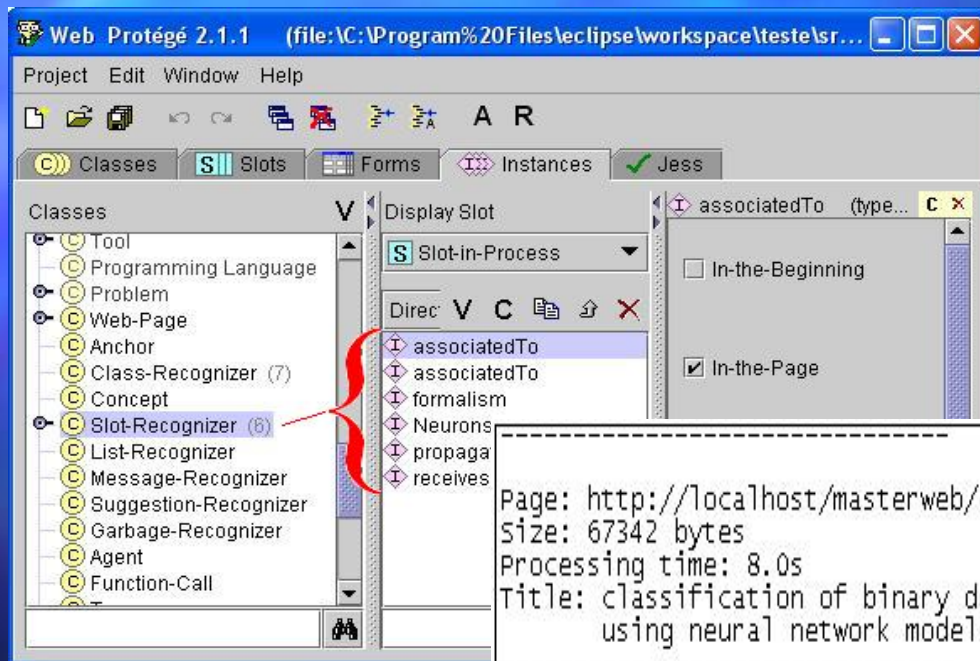 Web Protégé 2.1.1 (file:\C:\Program%20Files\eclipse\workspace\teste\sr...
Project Edit Window Help
A R
C Classes S Slots Forms I Instances Jess
Classes V
Tool
C Programming Language
C Problem
C Web-Page
C Anchor
C Class-Recognizer (7)
C Concept
C Slot-Recognizer (6)
C List-Recognizer
C Message-Recognizer
C Suggestion-Recognizer
C Garbage-Recognizer
C Agent
C Function-Call
Display Slot
S Slot-in-Process
Direc V C
I associatedTo
I associatedTo
I formalism
I Neurons
I propaga
I receives
I associatedTo (type... C
In-the-Beginning
In-the-Page
--------------------------------
Page: http://localhost/masterweb/
Size: 67342 bytes
Processing time: 8.0s
Title: classification of binary d
using neural network model